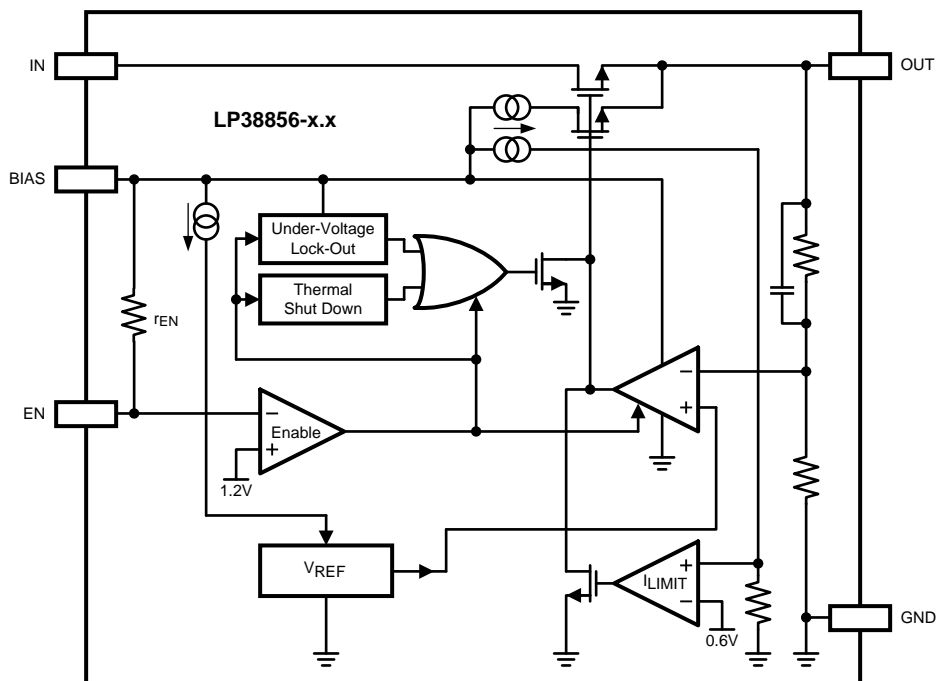 IN
OUT
LP38856-x.x
BIAS
Under-Voltage
Lock-Out
Thermal
Shut Down
rEN
−
+
EN
−
Enable
+
1.2V
VREF
+
ILIMIT
−
0.6V
GND